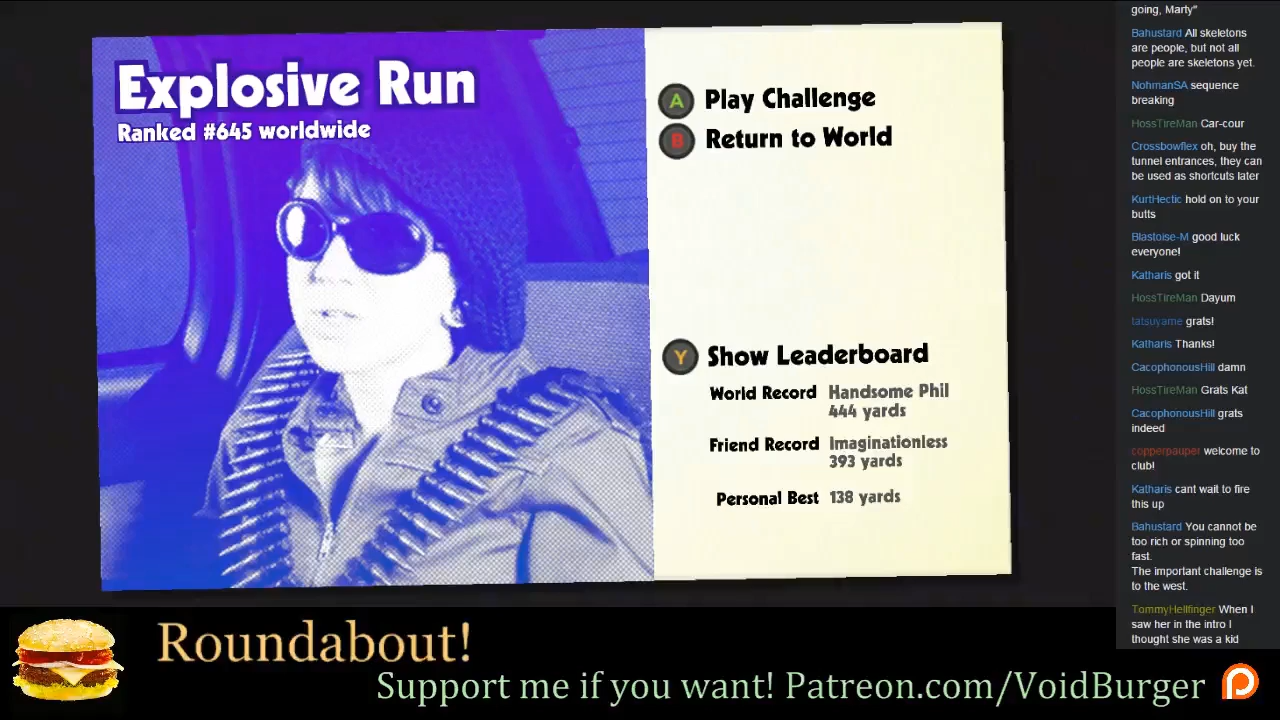 Explosive Run
Ranked #645 worldwide
A Play Challenge
B Return to World
Y Show Leaderboard
World Record Handsome Phil
444 yards
Friend Record Imaginationless
393 yards
Personal Best 138 yards
going, Marty"
Bahustard All skeletons
are people, but not all
people are skeletons yet.
NohmanSA sequence
breaking
HossTireMan Car-cour
Crossbowflex oh, buy the
tunnel entrances, they can
be used as shortcuts later
KurtHectic hold on to your
butts
Blastoise-M good luck
everyone!
Katharis got it
HossTireMan Dayum
tatsuyame grats!
Katharis Thanks!
CacophonousHill damn
HossTireMan Grats Kat
CacophonousHill grats
indeed
copperpauper welcome to
club!
Katharis cant wait to fire
this up
Bahustard You cannot be
too rich or spinning too
fast.
The important challenge is
to the west.
TommyHellfinger When I
saw her in the intro I
thought she was a kid
Roundabout!
Support me if you want! Patreon.com/VoidBurger